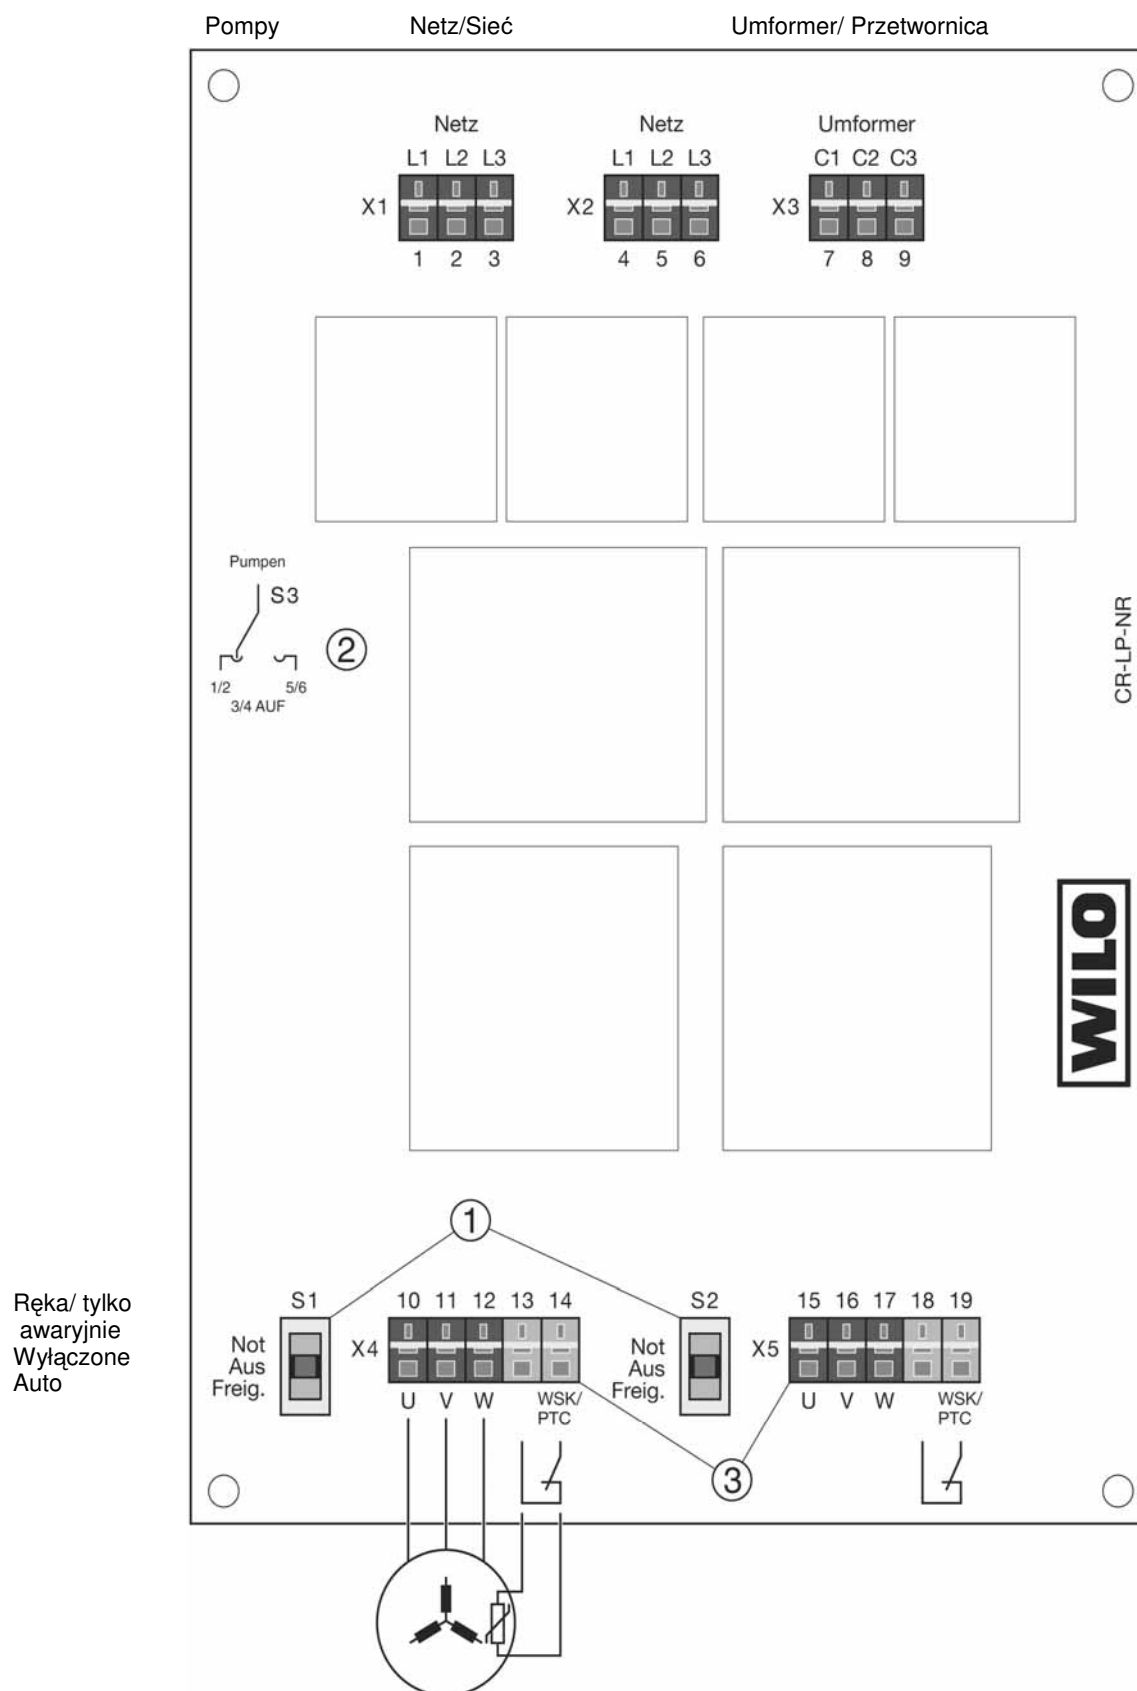 Pompy Netz/Sieć Umformer/ Przetwornica
Netz Netz Umformer
L1 L2 L3 L1 L2 L3 C1 C2 C3
X1 X2 X3
1 2 3 4 5 6 7 8 9
Pumpen
S3
2
1/2 5/6
3/4 AUF
CR-LP-NR
WILO
1
Ręka/ tylko
awaryjnie
Wyłączone
Auto
S1 10 11 12 13 14 S2 15 16 17 18 19
Not X4 Not X5
Aus Aus
Freig. Freig.
U V W WSK/ U V W WSK/
PTC PTC
3